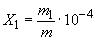 X₁ = m₁/m · 10⁻⁴